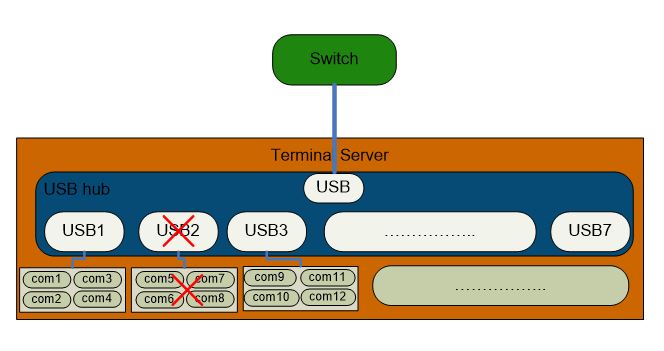 Switch
Terminal Server
USB hub
USB
USB1
USB2
USB3
……………..
USB7
com1 com3
com2 com4
com5 com7
com6 com8
com9 com11
com10 com12
……………..